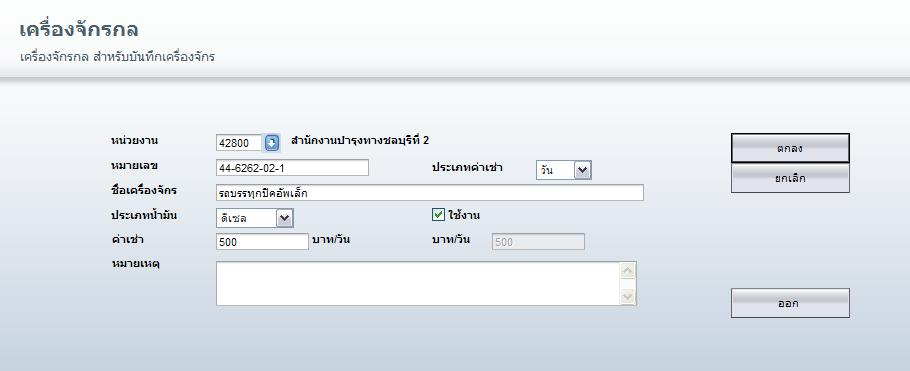 เครื่องจักรกล
เครื่องจักรกล สำหรับบันทึกเครื่องจักร
หน่วยงาน 42800 สำนักงานบำรุงทางชลบุรีที่ 2
ตกลง
หมายเลข 44-6262-02-1 ประเภทค่าเช่า วัน
ยกเลิก
ชื่อเครื่องจักร รถบรรทุกปิคอัพเล็ก
ประเภทน้ำมัน ดีเซล ใช้งาน
ค่าเช่า 500 บาท/วัน บาท/วัน 500
หมายเหตุ
ออก